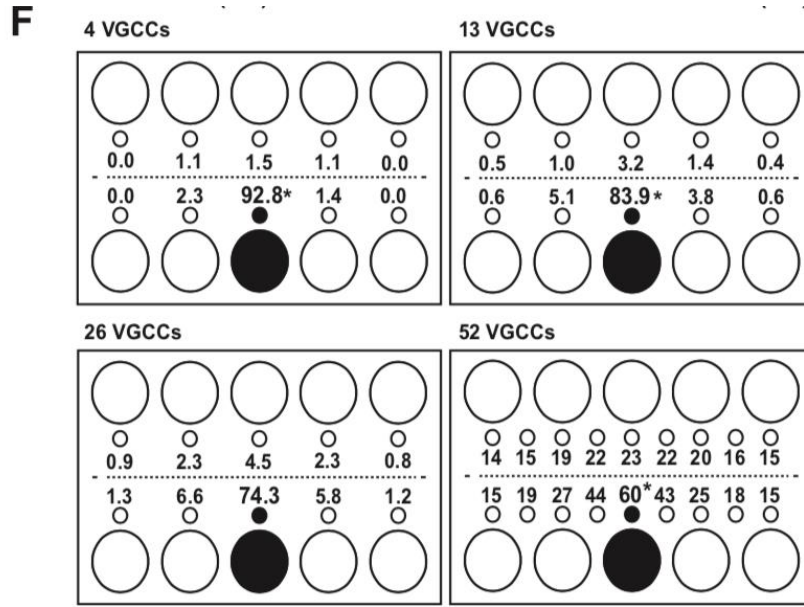 F
4 VGCCs
0.0 1.1 1.5 1.1 0.0
0.0 2.3 92.8* 1.4 0.0
13 VGCCs
0.5 1.0 3.2 1.4 0.4
0.6 5.1 83.9* 3.8 0.6
26 VGCCs
0.9 2.3 4.5 2.3 0.8
1.3 6.6 74.3 5.8 1.2
52 VGCCs
14 15 19 22 23 22 20 16 15
15 19 27 44 60* 43 25 18 15